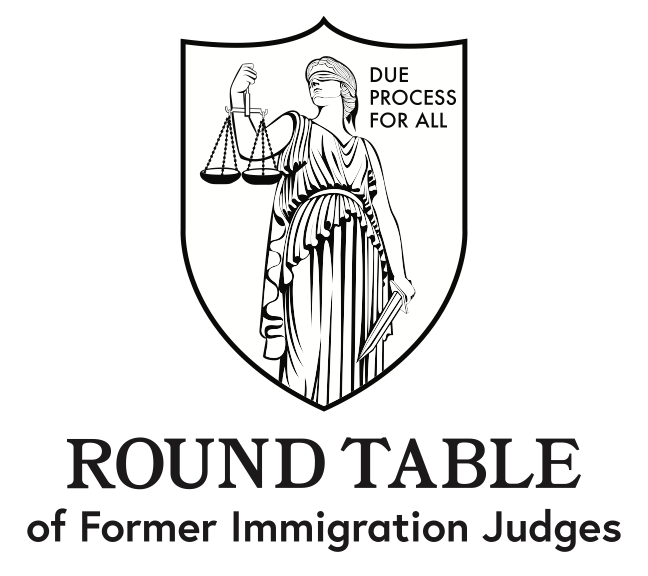 DUE
PROCESS
FOR ALL
ROUND TABLE
of Former Immigration Judges